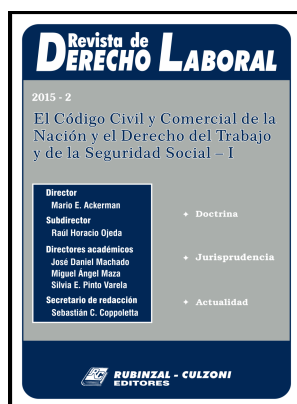 Revista de
DERECHO LABORAL
2015 - 2
El Código Civil y Comercial de la
Nación y el Derecho del Trabajo
y de la Seguridad Social – I
Director
Mario E. Ackerman
Subdirector
Raúl Horacio Ojeda
Directores académicos
José Daniel Machado
Miguel Ángel Maza
Silvia E. Pinto Varela
Secretario de redacción
Sebastián C. Coppoletta
Doctrina
Jurisprudencia
Actualidad
RC RUBINZAL - CULZONI
EDITORES